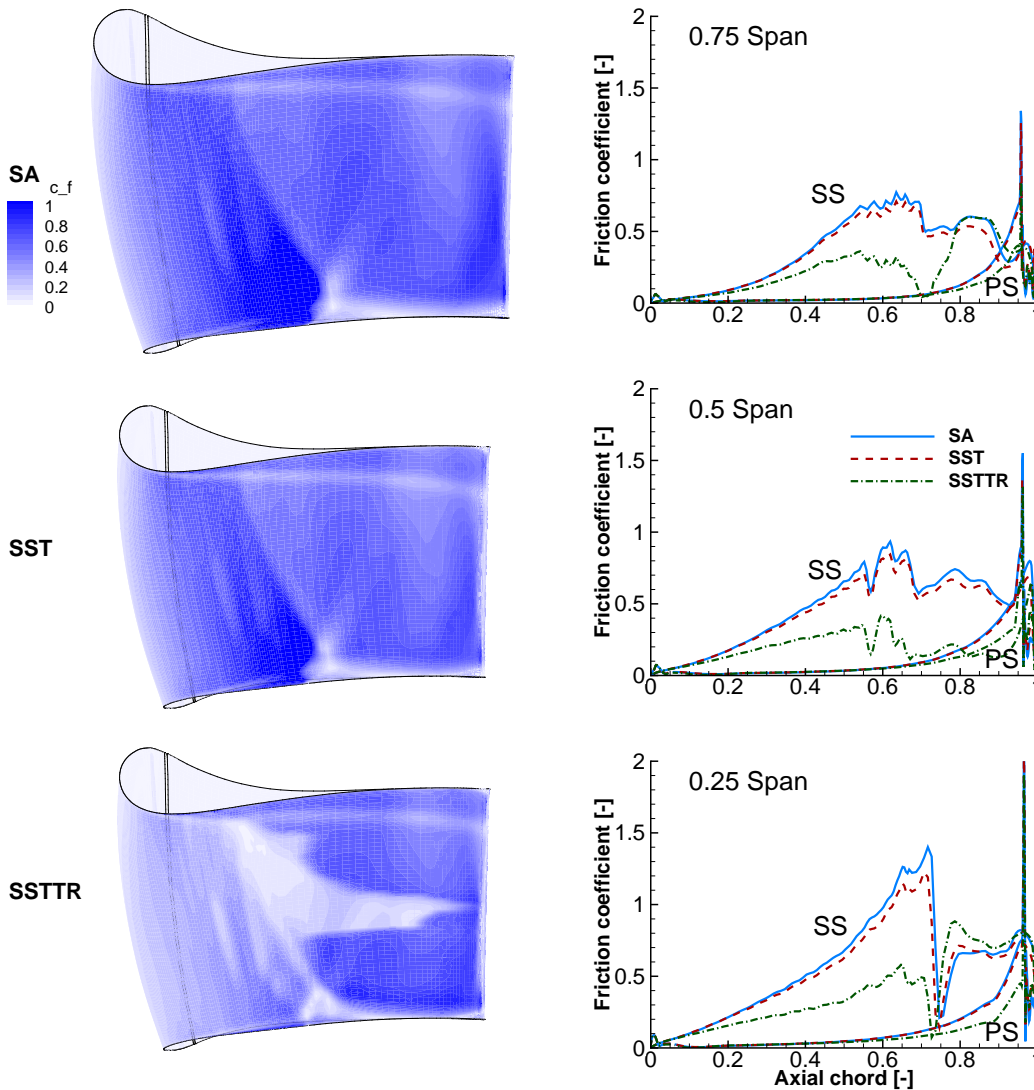 SA
c_f
1
0.8
0.6
0.4
0.2
0
SST
SSTTR
0.75 Span
Friction coefficient [-]
2
1.5
1
0.5
0
SS
PS
0 0.2 0.4 0.6 0.8 1
0.5 Span
Friction coefficient [-]
2
1.5
1
0.5
0
SA
SST
SSTTR
SS
PS
0 0.2 0.4 0.6 0.8 1
0.25 Span
Friction coefficient [-]
2
1.5
1
0.5
0
SS
PS
0 0.2 0.4 0.6 0.8 1
Axial chord [-]